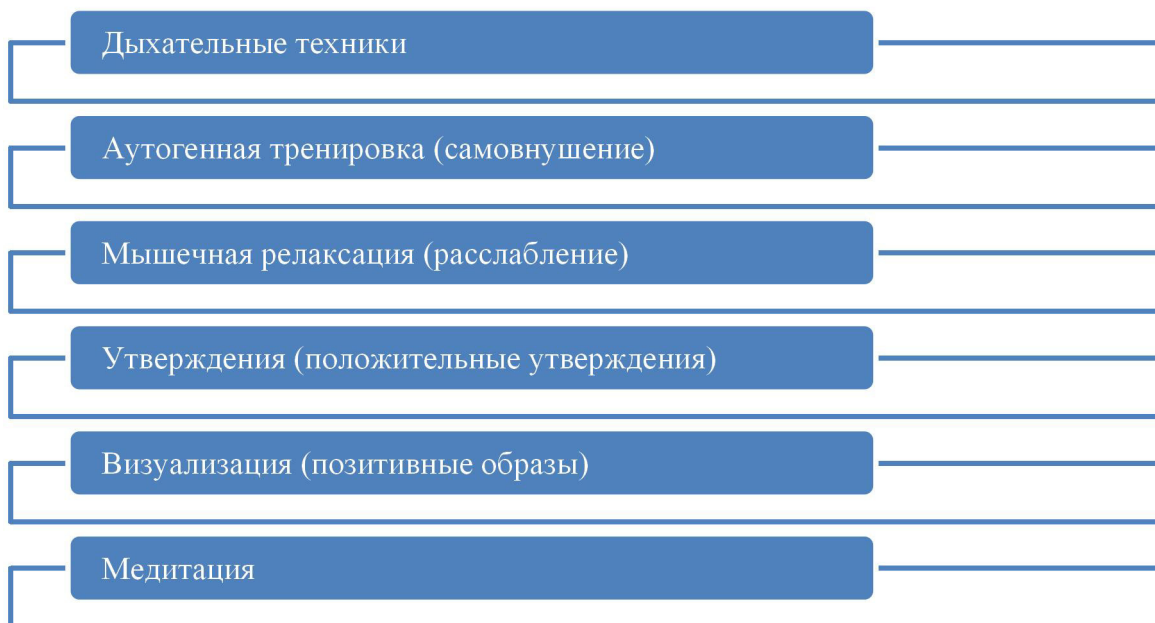 Дыхательные техники
Аутогенная тренировка (самовнушение)
Мышечная релаксация (расслабление)
Утверждения (положительные утверждения)
Визуализация (позитивные образы)
Медитация